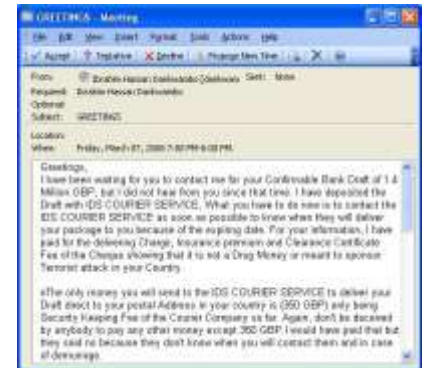 GREETINGS - Meeting
File Edit View Insert Format Tools Actions Help
Accept Tentative Decline Propose New Time
From: Ibrahim Hassan Sent: None
Required: Ibrahim Hassan
Optional:
Subject: GREETINGS
Location:
When: Friday, March 07, 2008 7:00 PM-8:00 PM
Greetings,
I have been waiting for you to contact me for your Confirmable Bank Draft of 1.4
Million GBP, but I did not hear from you since that time. I have deposited the
Draft with IDS COURIER SERVICE, What you have to do now is to contact the
IDS COURIER SERVICE as soon as possible to know when they will deliver
your package to you because of the expiring date. For your information, I have
paid for the delivering Charge, Insurance premium and Clearance Certificate
Fee of the Cheque showing that it is not a Drug Money or meant to sponsor
Terrorist attack in your Country.
The only money you will send to the IDS COURIER SERVICE to deliver your
Draft direct to your postal Address in your country is (350 GBP) only being
Security Keeping Fee of the Courier Company so far. Again, don't be deceived
by anybody to pay any other money except 350 GBP. I would have paid that but
they said no because they don't know when you will contact them and in case
of demurrage.